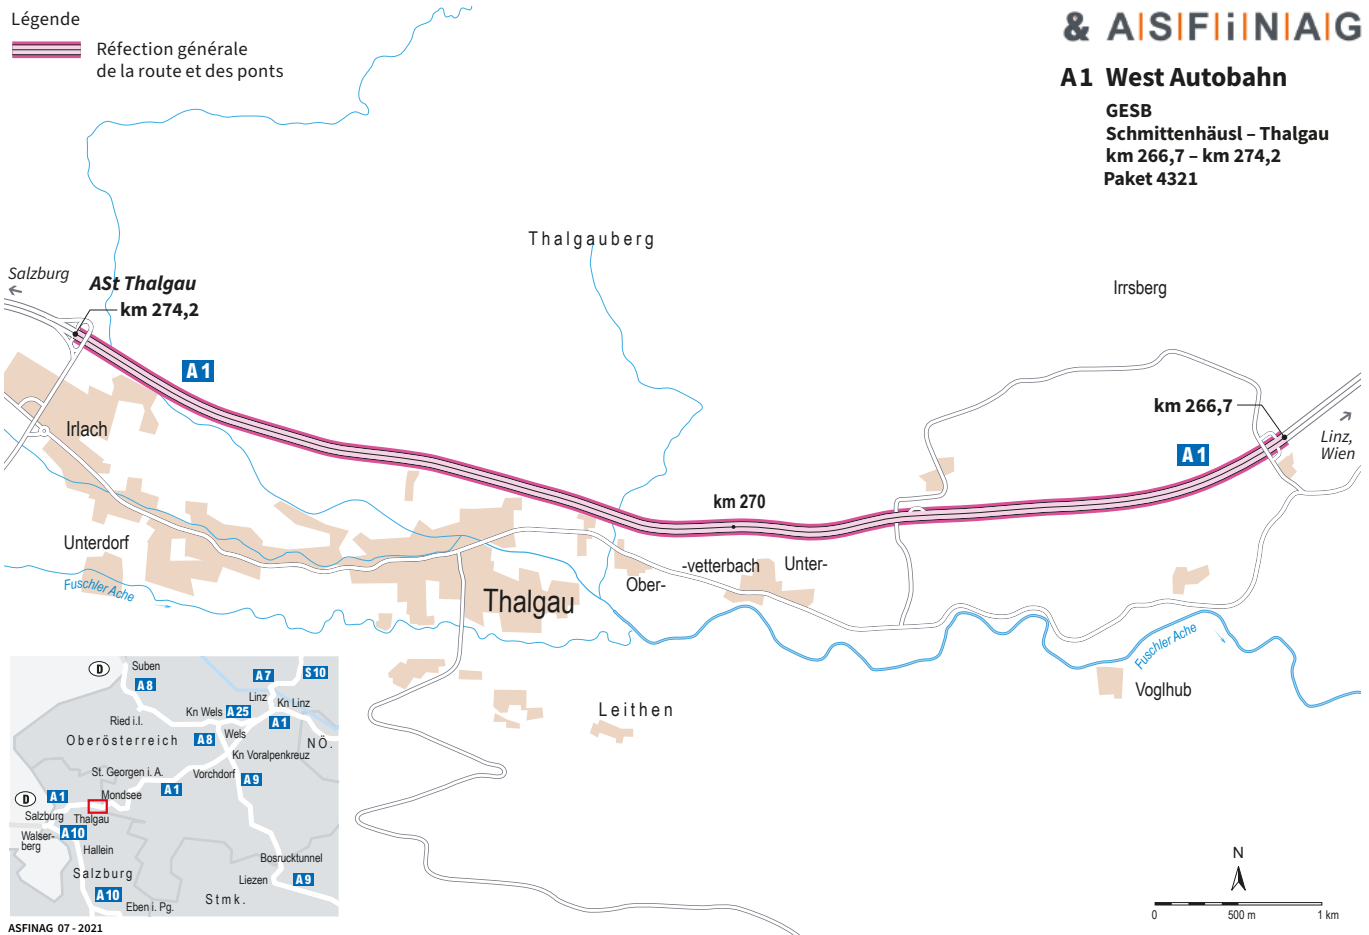 Légende
Réfection générale
de la route et des ponts
& A|S|F|i|N|A|G
A1 West Autobahn
GESB
Schmittenhäusl – Thalgau
km 266,7 – km 274,2
Paket 4321
Thalgauberg
Salzburg
ASt Thalgau
km 274,2
Irrsberg
A1
km 266,7
Linz,
Wien
A1
Irlach
km 270
Unterdorf
-vetterbach
Unter-
Ober-
Fuschler Ache
Thalgau
Fuschler Ache
Voglhub
Leithen
D
Suben
A8
A7
S10
Linz
Kn Linz
Kn Wels
A25
Ried i.I.
A1
Oberösterreich
A8
Wels
NÖ.
Kn Voralpenkreuz
St. Georgen i. A.
Vorchdorf
A9
Mondsee
A1
D
A1
Salzburg
Thalgau
Walser-
berg
A10
Hallein
Bosrucktunnel
Salzburg
Liezen
A9
A10
Stmk.
Eben i. Pg.
N
0
500 m
1 km
ASFINAG 07 - 2021